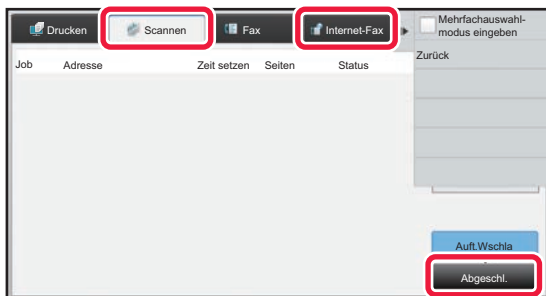 Drucken
Scannen
Fax
Internet-Fax
Mehrfachauswahl-
modus eingeben
Zurück
Job Adresse Zeit setzen Seiten Status
Auft.Wschla
Abgeschl.